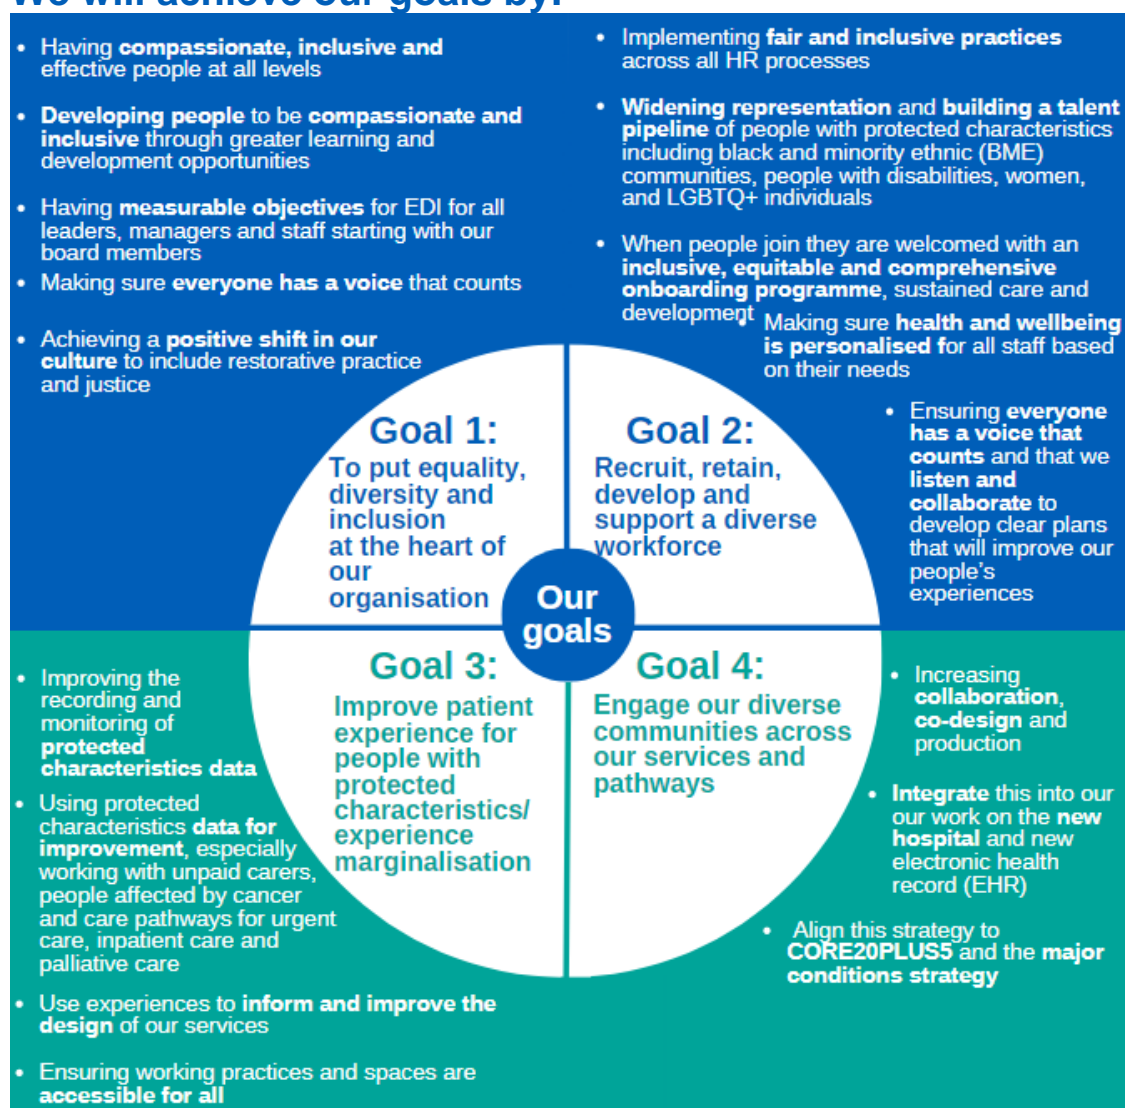 We will achieve our goals by:
• Having compassionate, inclusive and
effective people at all levels
• Developing people to be compassionate and
inclusive through greater learning and
development opportunities
• Having measurable objectives for EDI for all
leaders, managers and staff starting with our
board members
• Making sure everyone has a voice that counts
• Achieving a positive shift in our
culture to include restorative practice
and justice
• Implementing fair and inclusive practices
across all HR processes
• Widening representation and building a talent
pipeline of people with protected characteristics
including black and minority ethnic (BME)
communities, people with disabilities, women,
and LGBTQ+ individuals
• When people join they are welcomed with an
inclusive, equitable and comprehensive
onboarding programme, sustained care and
development
• Making sure health and wellbeing
is personalised for all staff based
on their needs
• Ensuring everyone
has a voice that
counts and that we
listen and
collaborate to
develop clear plans
that will improve our
people's
experiences
Goal 1:
To put equality,
diversity and
inclusion
at the heart of
our
organisation
Goal 2:
Recruit, retain,
develop and
support a diverse
workforce
Our
goals
Goal 3:
Improve patient
experience for
people with
protected
characteristics/
experience
marginalisation
Goal 4:
Engage our diverse
communities across
our services and
pathways
• Improving the
recording and
monitoring of
protected
characteristics data
• Using protected
characteristics data for
improvement, especially
working with unpaid carers,
people affected by cancer
and care pathways for urgent
care, inpatient care and
palliative care
• Use experiences to inform and improve the
design of our services
• Ensuring working practices and spaces are
accessible for all
• Increasing
collaboration,
co-design and
production
• Integrate this into our
our work on the new
hospital and new
electronic health
record (EHR)
• Align this strategy to
CORE20PLUS5 and the major
conditions strategy